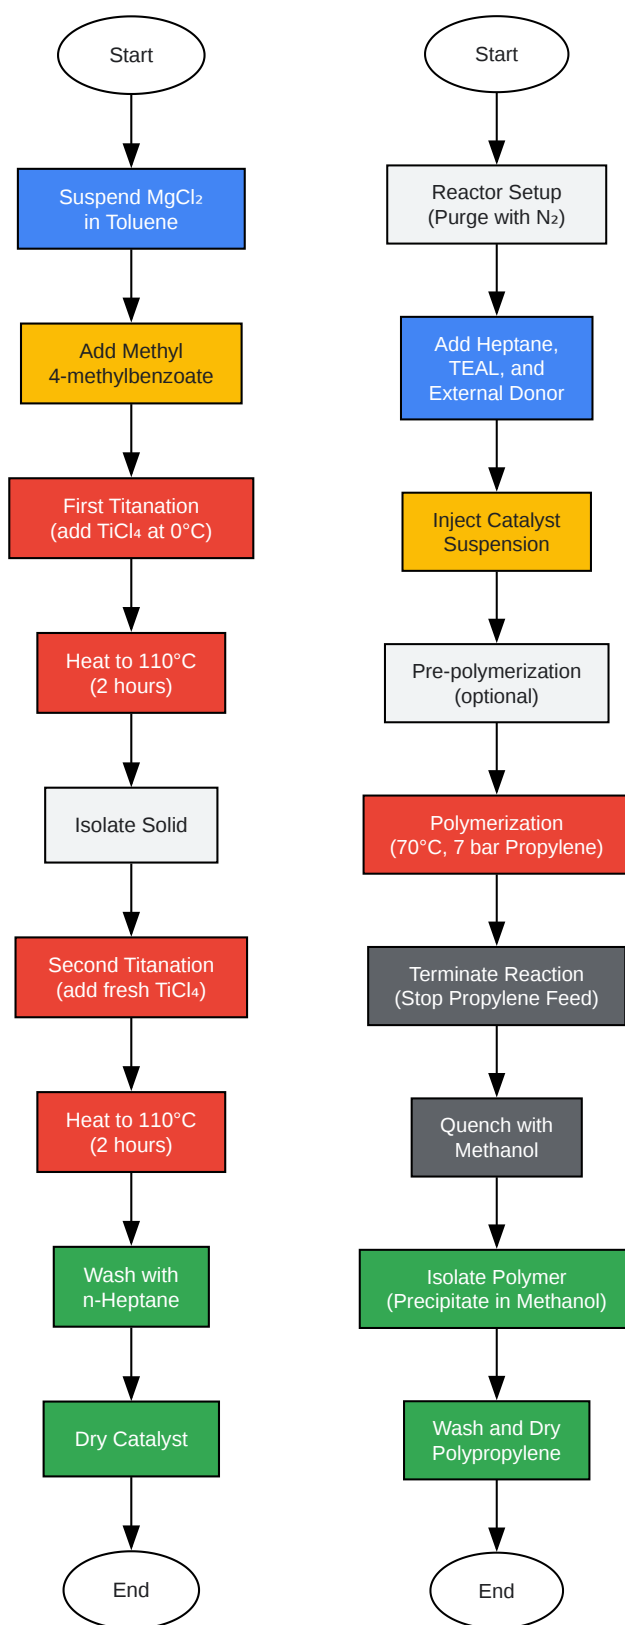 Start
Suspend MgCl₂
in Toluene
Add Methyl
4-methylbenzoate
First Titanation
(add TiCl₄ at 0°C)
Heat to 110°C
(2 hours)
Isolate Solid
Second Titanation
(add fresh TiCl₄)
Heat to 110°C
(2 hours)
Wash with
n-Heptane
Dry Catalyst
End
Start
Reactor Setup
(Purge with N₂)
Add Heptane,
TEAL, and
External Donor
Inject Catalyst
Suspension
Pre-polymerization
(optional)
Polymerization
(70°C, 7 bar Propylene)
Terminate Reaction
(Stop Propylene Feed)
Quench with
Methanol
Isolate Polymer
(Precipitate in Methanol)
Wash and Dry
Polypropylene
End